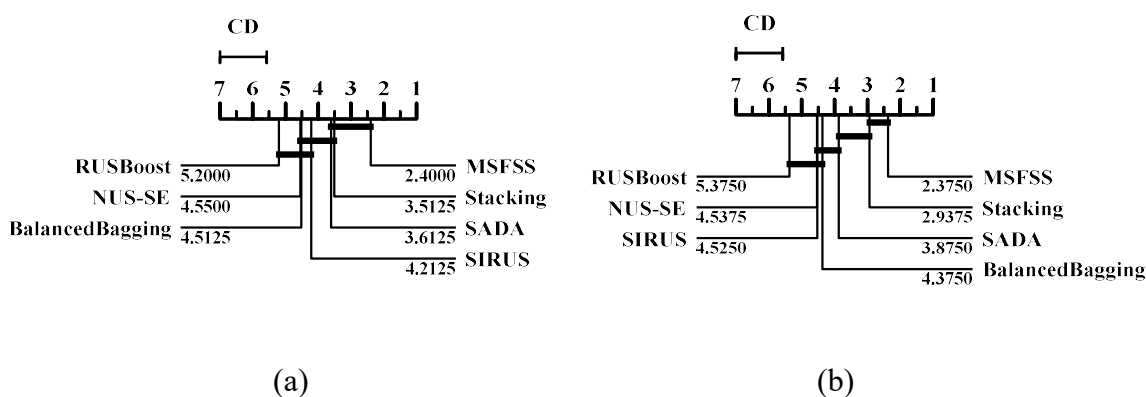 CD
7 6 5 4 3 2 1
RUSBoost 5.2000
NUS-SE 4.5500
BalancedBagging 4.5125
2.4000 MSFSS
3.5125 Stacking
3.6125 SADA
4.2125 SIRUS
(a)
CD
7 6 5 4 3 2 1
RUSBoost 5.3750
NUS-SE 4.5375
SIRUS 4.5250
2.3750 MSFSS
2.9375 Stacking
3.8750 SADA
4.3750 BalancedBagging
(b)